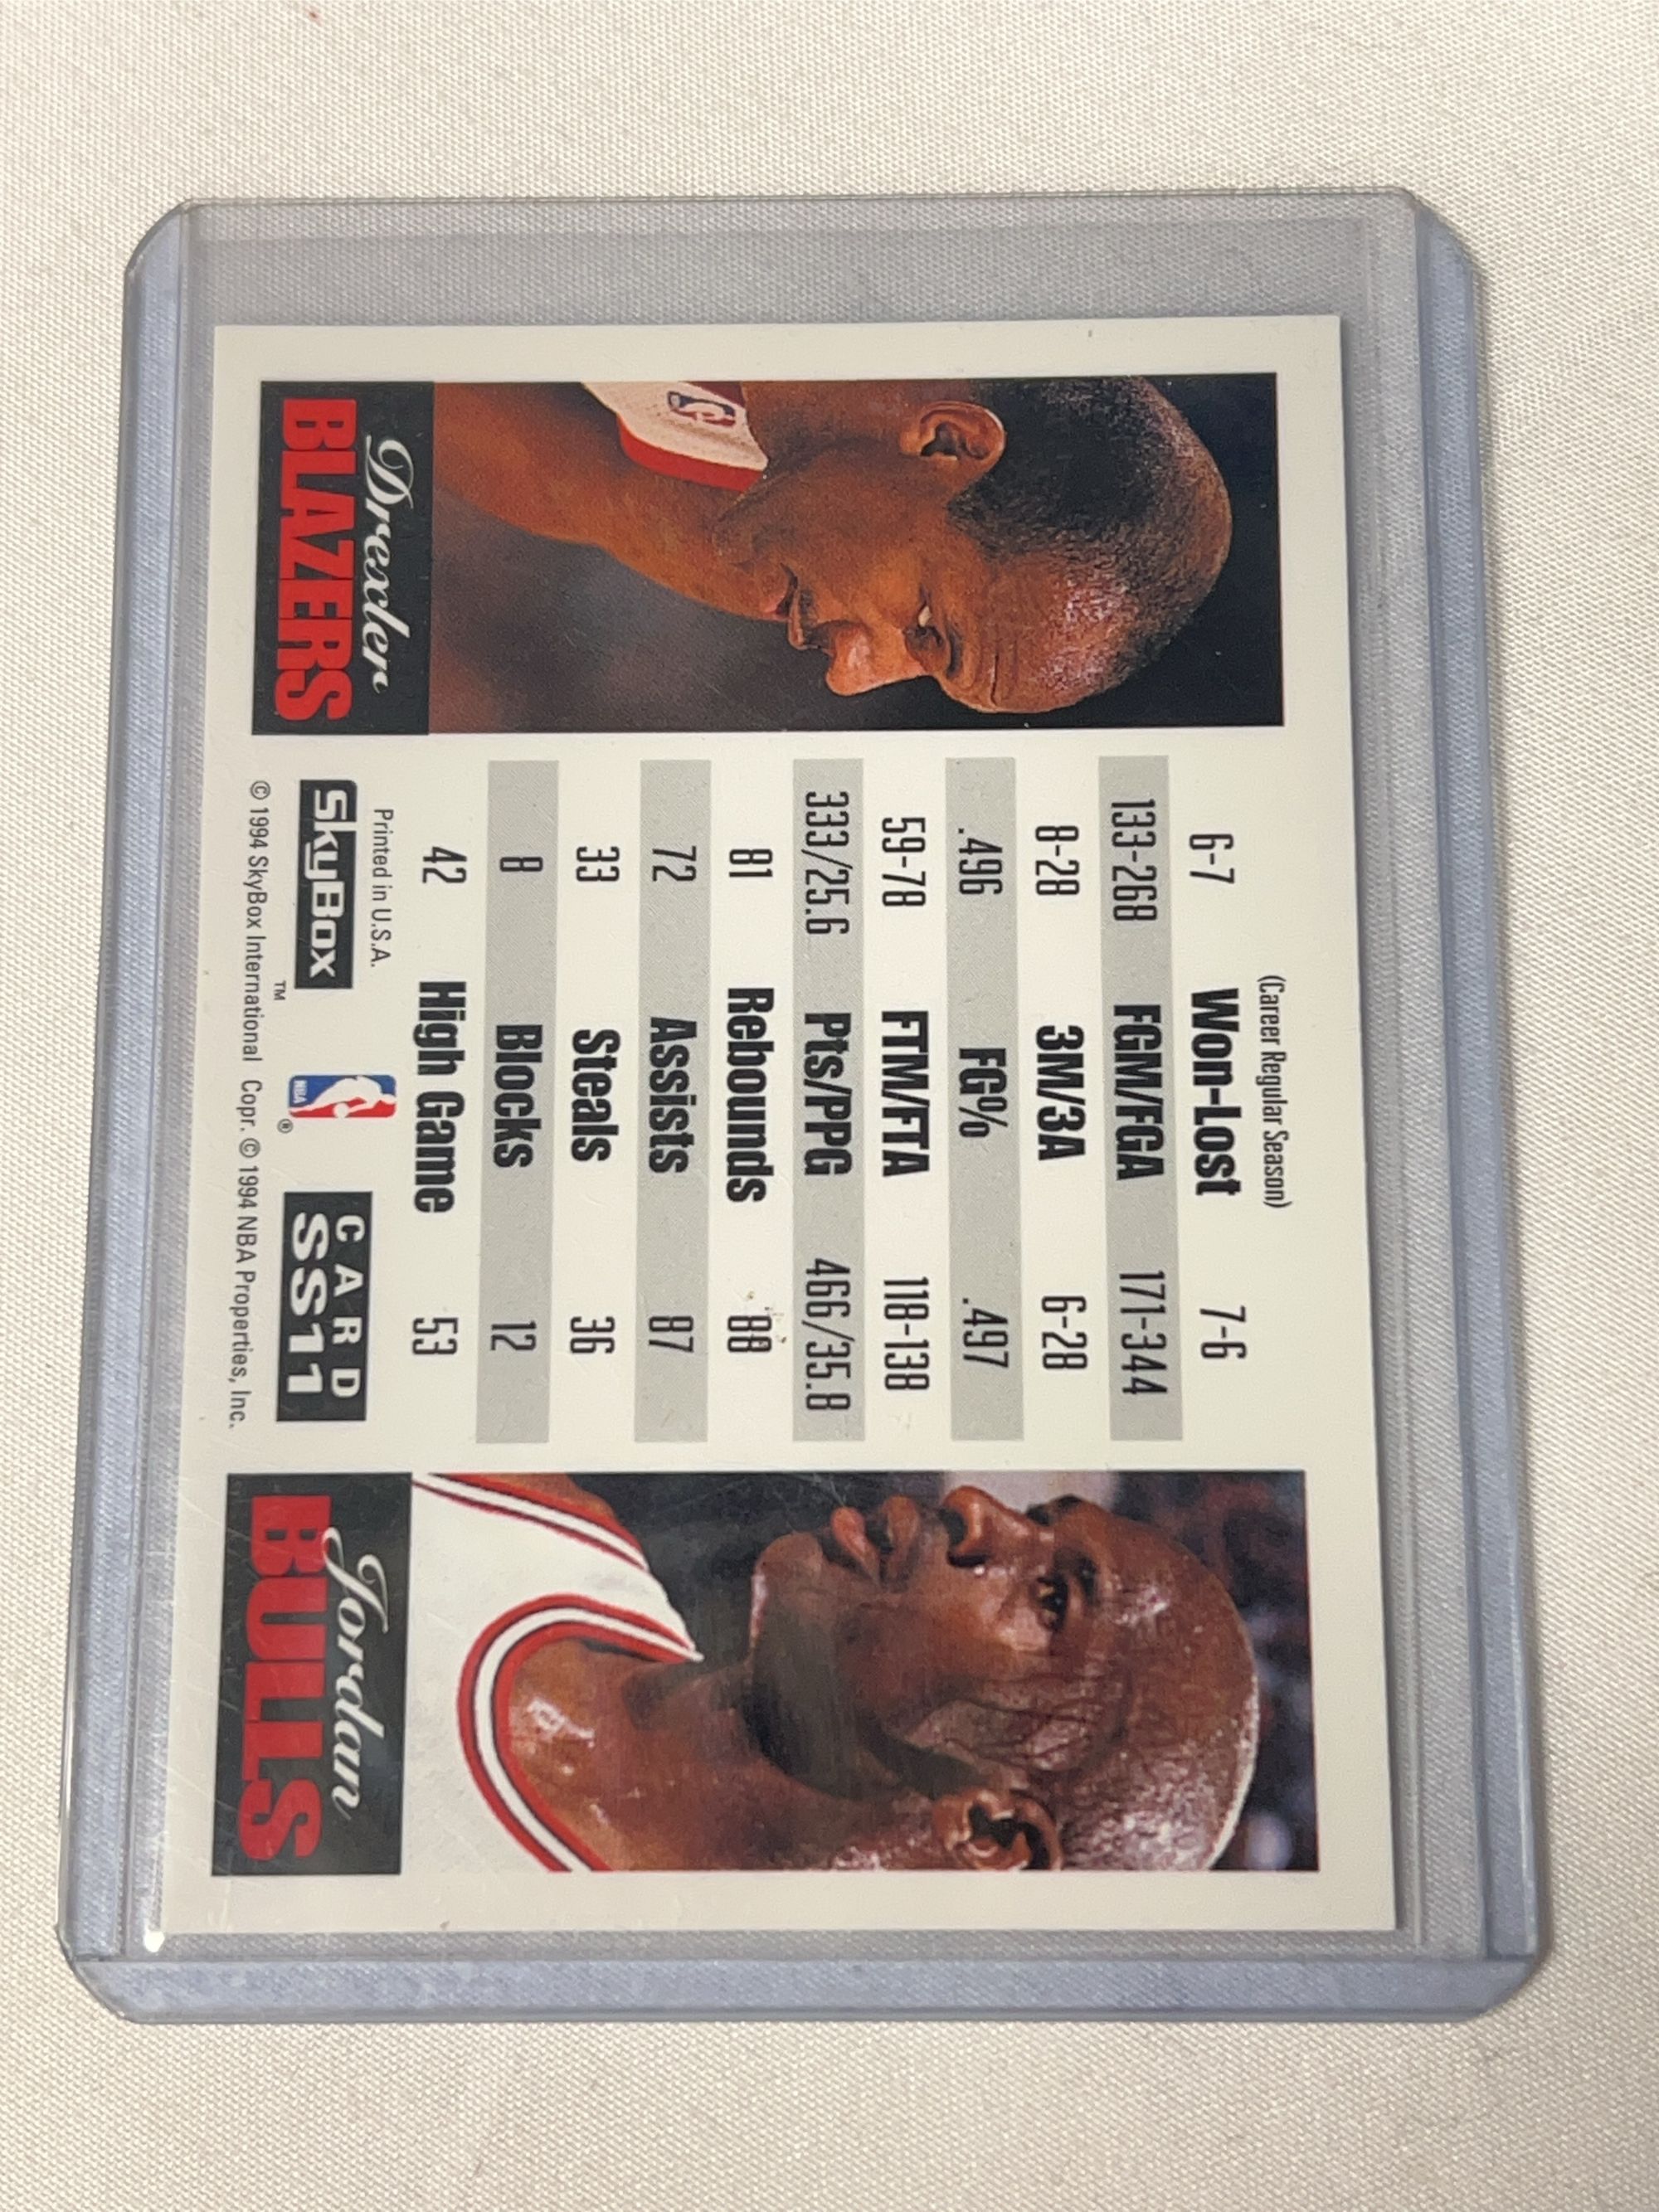 (Career Regular Season)
6-7 Won-Lost 7-6
133-268 FGM/FGA 171-344
8-28 3M/3A 6-28
.496 FG% .497
59-78 FTM/FTA 118-138
333/25.6 Pts/PPG 466/35.8
81 Rebounds 88
72 Assists 87
33 Steals 36
8 Blocks 12
42 High Game 53
Drexler
BLAZERS
Jordan
BULLS
Printed in U.S.A.
SkyBox ™
NBA ®
CARD
SS11
© 1994 SkyBox International Copr. © 1994 NBA Properties, Inc.